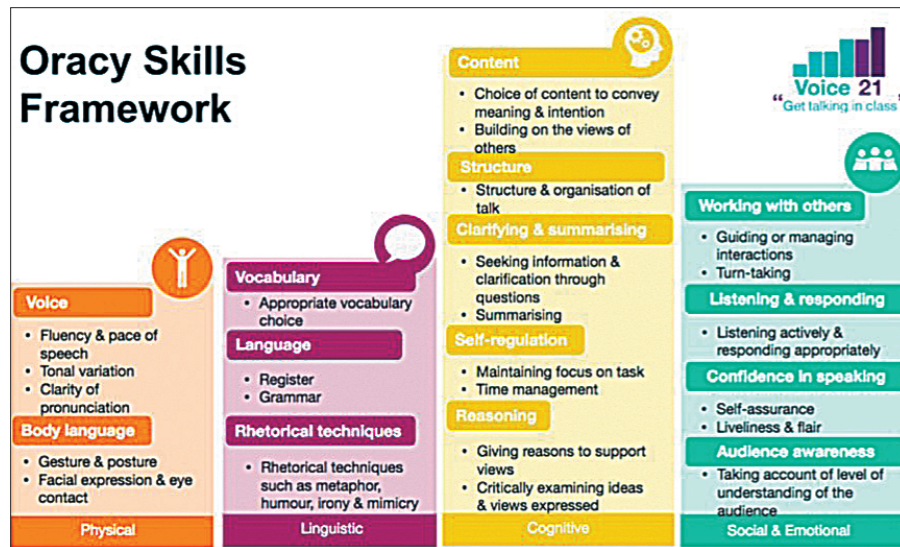 Oracy Skills
Framework
Voice 21
“Get talking in class”
Voice
• Fluency & pace of
speech
• Tonal variation
• Clarity of
pronunciation
Body language
• Gesture & posture
• Facial expression & eye
contact
Physical
Vocabulary
• Appropriate vocabulary
choice
Language
• Register
• Grammar
Rhetorical techniques
• Rhetorical techniques
such as metaphor,
humour, irony & mimicry
Linguistic
Content
• Choice of content to convey
meaning & intention
• Building on the views of
others
Structure
• Structure & organisation of
talk
Clarifying & summarising
• Seeking information &
clarification through
questions
• Summarising
Self-regulation
• Maintaining focus on task
• Time management
Reasoning
• Giving reasons to support
views
• Critically examining ideas
& views expressed
Cognitive
Working with others
• Guiding or managing
interactions
• Turn-taking
Listening & responding
• Listening actively &
responding appropriately
Confidence in speaking
• Self-assurance
• Liveliness & flair
Audience awareness
• Taking account of level of
understanding of the
audience
Social & Emotional